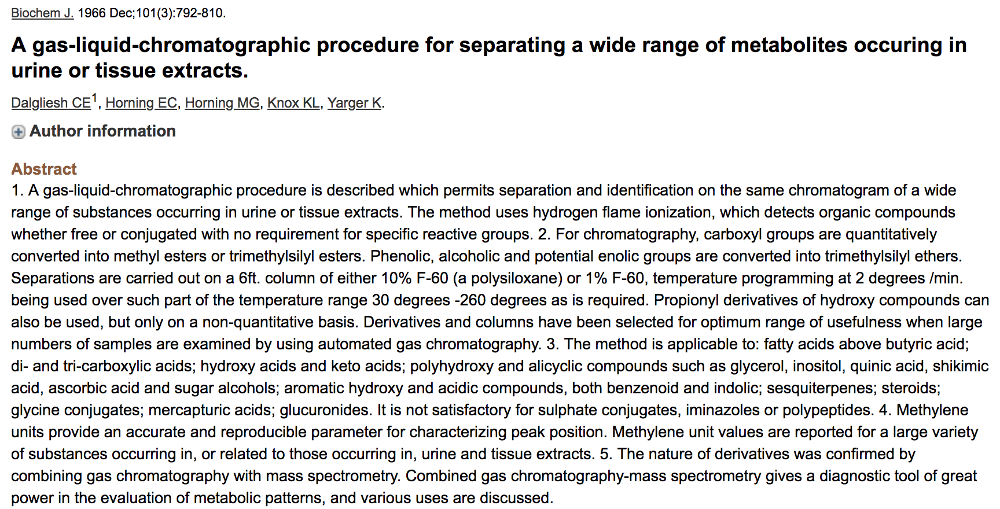 Biochem J. 1966 Dec;101(3):792-810.
A gas-liquid-chromatographic procedure for separating a wide range of metabolites occuring in
urine or tissue extracts.
Dalgliesh CE1, Horning EC, Horning MG, Knox KL, Yarger K.
Author information
Abstract
1. A gas-liquid-chromatographic procedure is described which permits separation and identification on the same chromatogram of a wide
range of substances occurring in urine or tissue extracts. The method uses hydrogen flame ionization, which detects organic compounds
whether free or conjugated with no requirement for specific reactive groups. 2. For chromatography, carboxyl groups are quantitatively
converted into methyl esters or trimethylsilyl esters. Phenolic, alcoholic and potential enolic groups are converted into trimethylsilyl ethers.
Separations are carried out on a 6ft. column of either 10% F-60 (a polysiloxane) or 1% F-60, temperature programming at 2 degrees /min.
being used over such part of the temperature range 30 degrees -260 degrees as is required. Propionyl derivatives of hydroxy compounds can
also be used, but only on a non-quantitative basis. Derivatives and columns have been selected for optimum range of usefulness when large
numbers of samples are examined by using automated gas chromatography. 3. The method is applicable to: fatty acids above butyric acid;
di- and tri-carboxylic acids; hydroxy acids and keto acids; polyhydroxy and alicyclic compounds such as glycerol, inositol, quinic acid, shikimic
acid, ascorbic acid and sugar alcohols; aromatic hydroxy and acidic compounds, both benzenoid and indolic; sesquiterpenes; steroids;
glycine conjugates; mercapturic acids; glucuronides. It is not satisfactory for sulphate conjugates, iminazoles or polypeptides. 4. Methylene
units provide an accurate and reproducible parameter for characterizing peak position. Methylene unit values are reported for a large variety
of substances occurring in, or related to those occurring in, urine and tissue extracts. 5. The nature of derivatives was confirmed by
combining gas chromatography with mass spectrometry. Combined gas chromatography-mass spectrometry gives a diagnostic tool of great
power in the evaluation of metabolic patterns, and various uses are discussed.